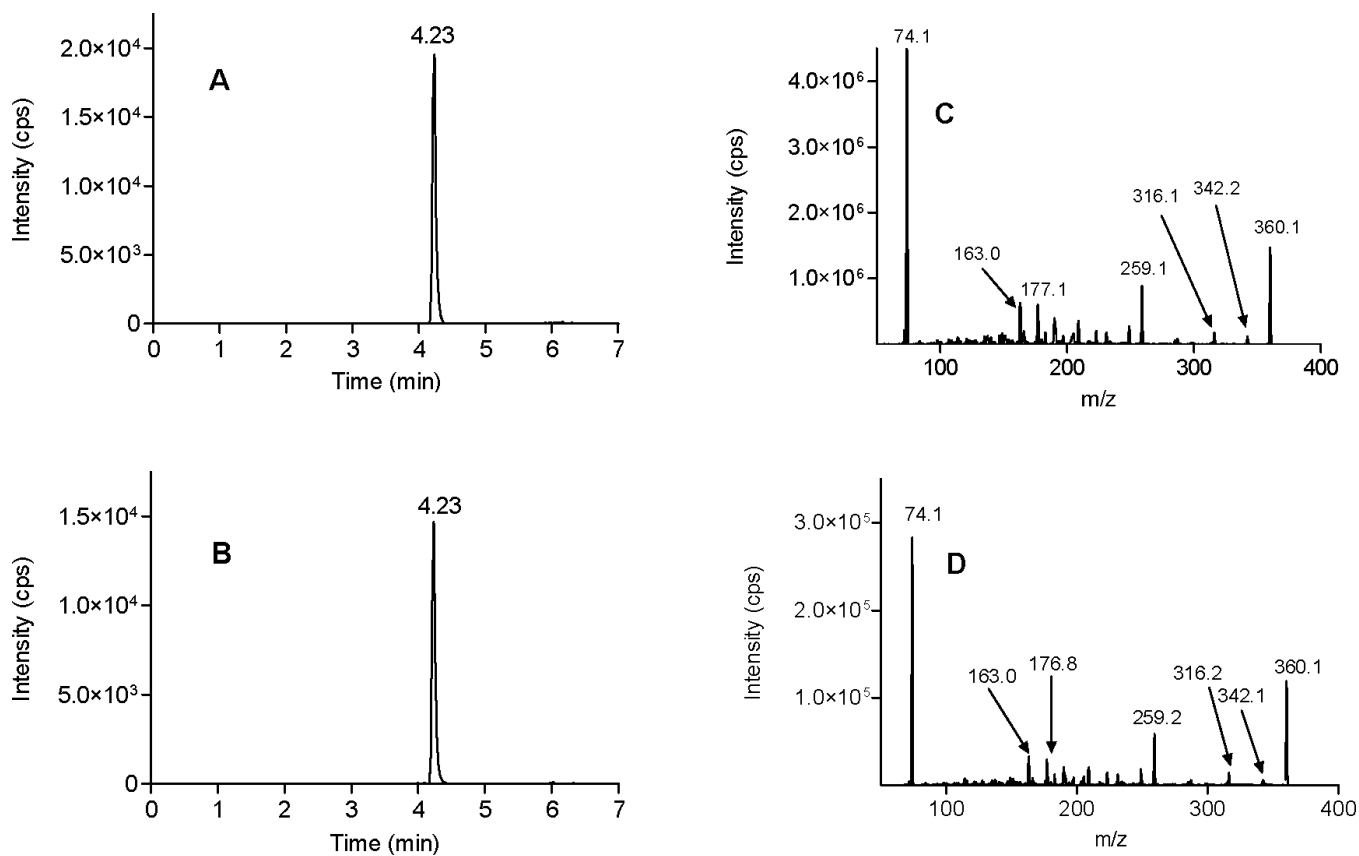 4.23
2.0×10⁴
A
1.5×10⁴
1.0×10⁴
5.0×10³
0
Intensity (cps)
0 1 2 3 4 5 6 7
Time (min)
74.1
4.0×10⁶
C
3.0×10⁶
2.0×10⁶
1.0×10⁶
Intensity (cps)
316.1
342.2
360.1
163.0
177.1
259.1
100 200 300 400
m/z
4.23
1.5×10⁴
B
1.0×10⁴
5.0×10³
0
Intensity (cps)
0 1 2 3 4 5 6 7
Time (min)
74.1
3.0×10⁵
D
2.0×10⁵
1.0×10⁵
Intensity (cps)
163.0
176.8
259.2
316.2
342.1
360.1
100 200 300 400
m/z